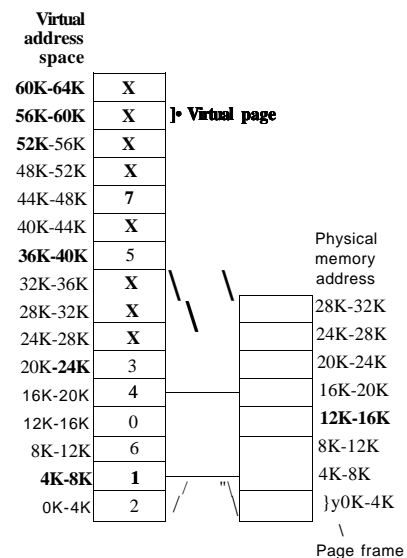 Virtual
address
space
60K-64K X
56K-60K X ]• Virtual page
52K-56K X
48K-52K X
44K-48K 7
40K-44K X
36K-40K 5
32K-36K X
28K-32K X
24K-28K X
20K-24K 3
16K-20K 4
12K-16K 0
8K-12K 6
4K-8K 1
0K-4K 2
Physical
memory
address
28K-32K
24K-28K
20K-24K
16K-20K
12K-16K
8K-12K
4K-8K
}y0K-4K
\
Page frame